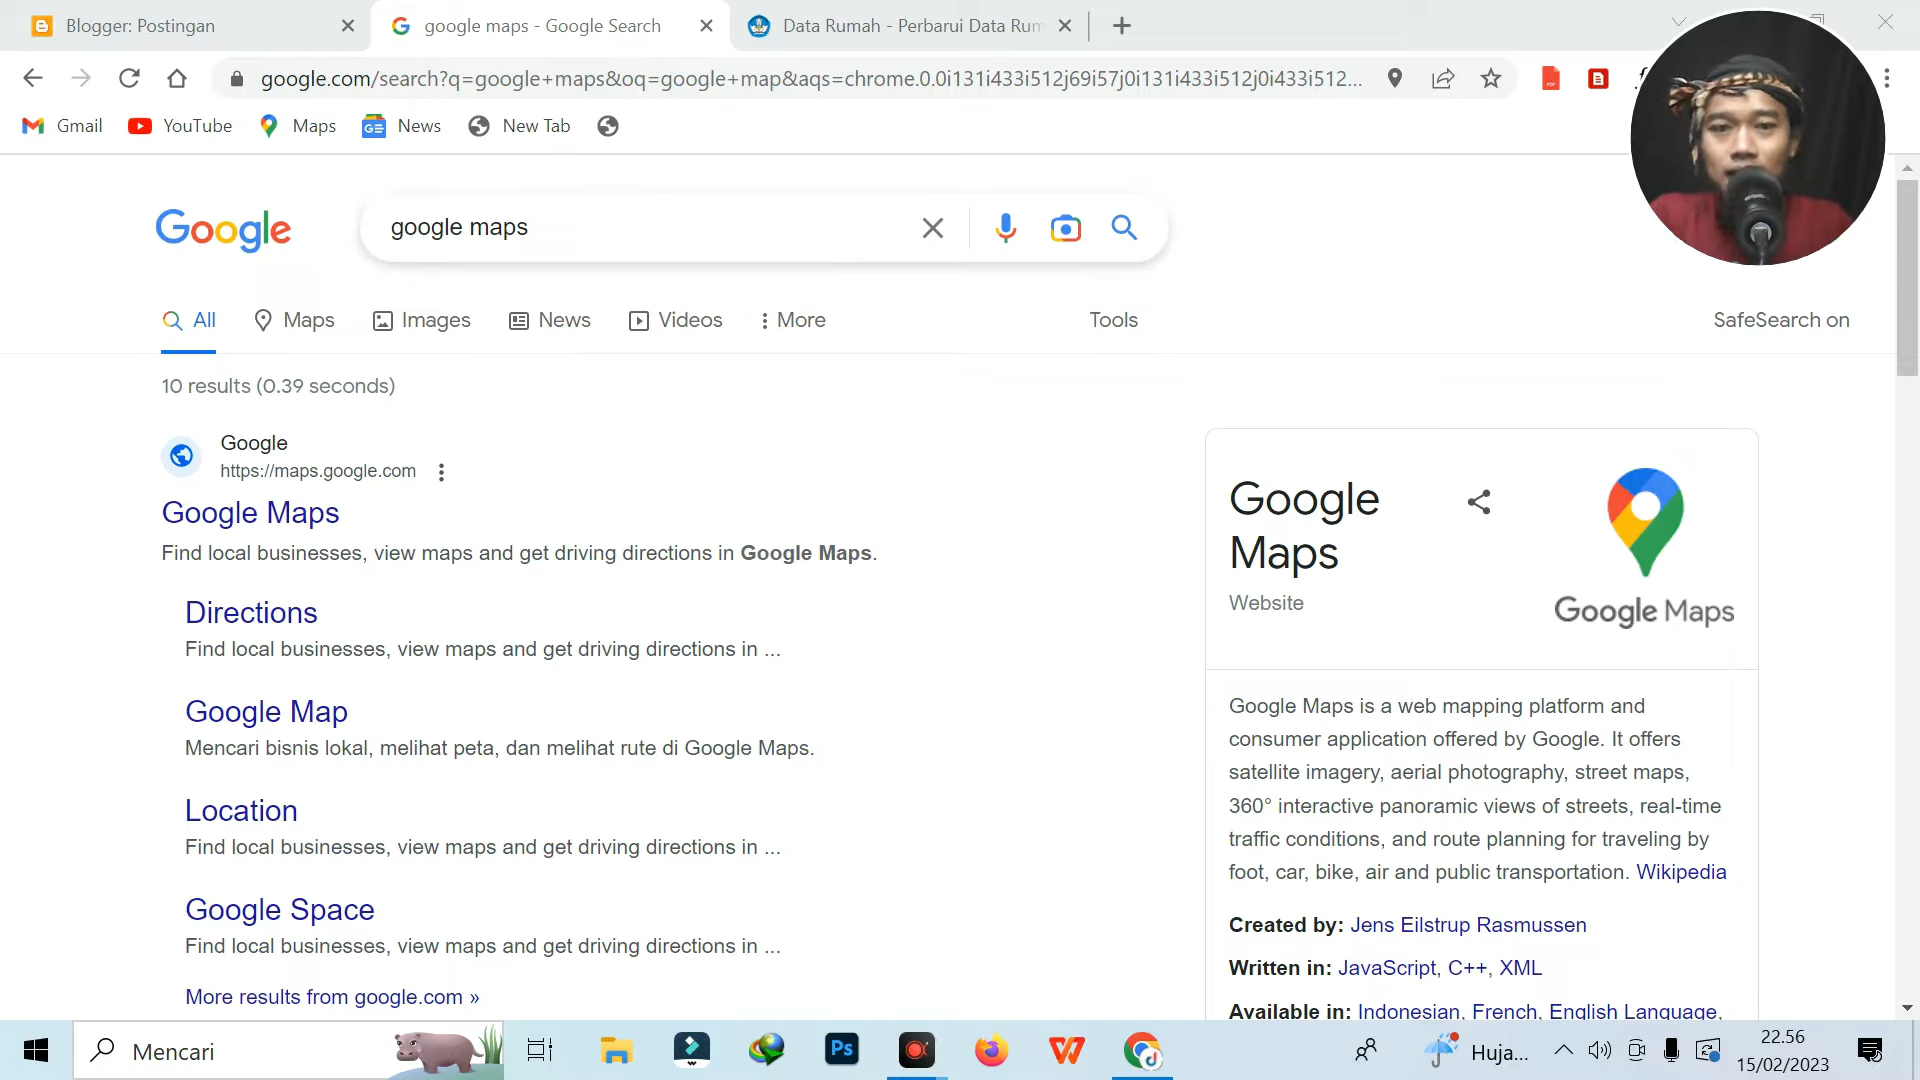 Blogger: Postingan
google maps - Google Search
Data Rumah - Perbarui Data Rum
google.com/search?q=google+maps&oq=google+map&aqs=chrome.0.0i131i433i512j69i57j0i131i433i512j0i433i512...
Gmail
YouTube
Maps
News
New Tab
Google
google maps
All
Maps
Images
News
Videos
More
Tools
SafeSearch on
10 results (0.39 seconds)
Google
https://maps.google.com
Google Maps
Find local businesses, view maps and get driving directions in Google Maps.
Directions
Find local businesses, view maps and get driving directions in ...
Google Map
Mencari bisnis lokal, melihat peta, dan melihat rute di Google Maps.
Location
Find local businesses, view maps and get driving directions in ...
Google Space
Find local businesses, view maps and get driving directions in ...
More results from google.com »
Google
Maps
Website
Google Maps
Google Maps is a web mapping platform and
consumer application offered by Google. It offers
satellite imagery, aerial photography, street maps,
360° interactive panoramic views of streets, real-time
traffic conditions, and route planning for traveling by
foot, car, bike, air and public transportation. Wikipedia
Created by: Jens Eilstrup Rasmussen
Written in: JavaScript, C++, XML
Available in: Indonesian, French, English Language,
Mencari
Ps
Huja...
22.56
15/02/2023